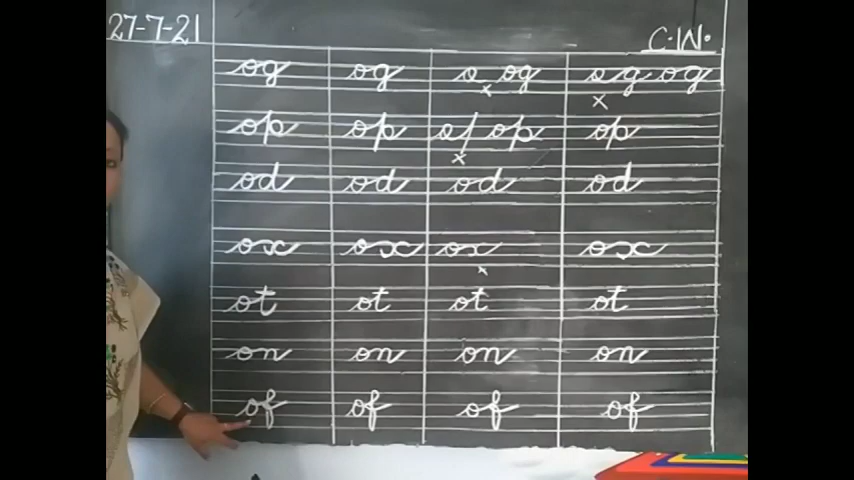 27-7-21 C.W.
og og o og og og
op op of op op
od od od od
ox ox ox ox
ot ot ot ot
on on on on
of of of of